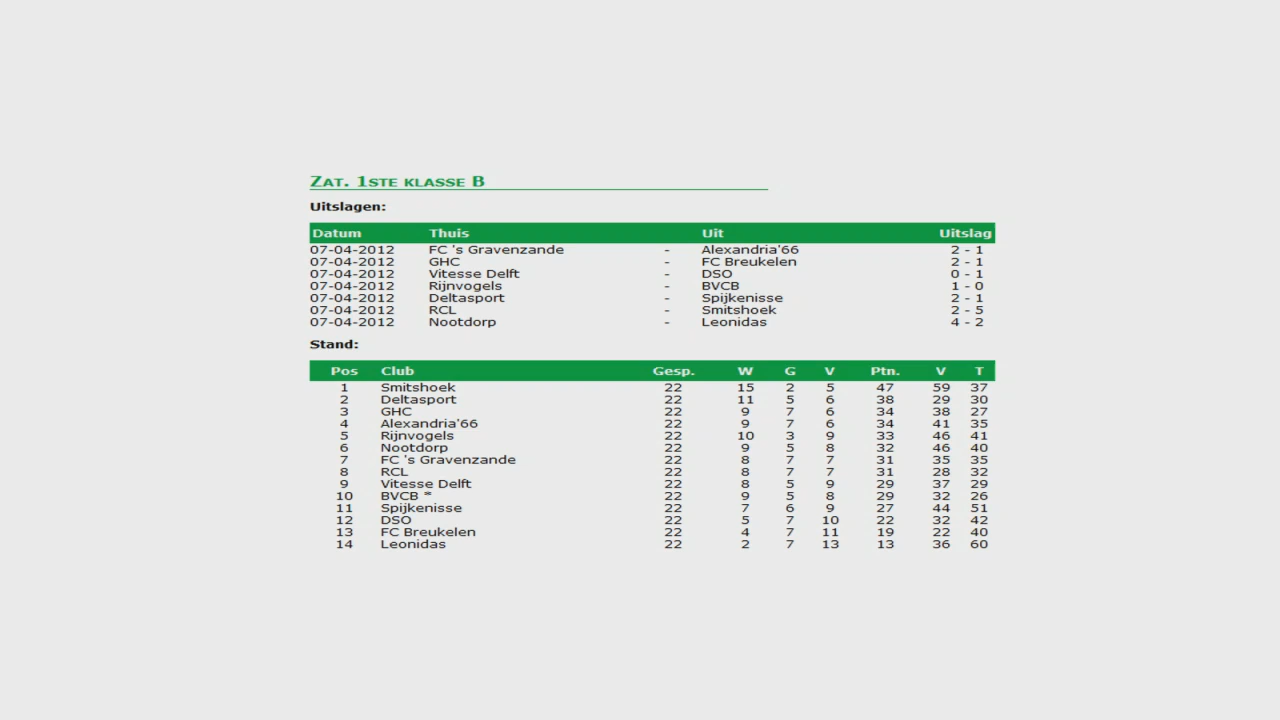 ZAT. 1STE KLASSE B
Uitslagen:
Datum Thuis Uit Uitslag
07-04-2012 FC 's Gravenzande - Alexandria'66 2 - 1
07-04-2012 GHC - FC Breukelen 2 - 1
07-04-2012 Vitesse Delft - DSO 0 - 1
07-04-2012 Rijnvogels - BVCB 1 - 0
07-04-2012 Deltasport - Spijkenisse 2 - 1
07-04-2012 RCL - Smitshoek 2 - 5
07-04-2012 Nootdorp - Leonidas 4 - 2
Stand:
Pos Club Gesp. W G V Ptn. V T
1 Smitshoek 22 15 2 5 47 59 37
2 Deltasport 22 11 5 6 38 29 30
3 GHC 22 9 7 6 34 38 27
4 Alexandria'66 22 9 7 6 34 41 35
5 Rijnvogels 22 10 3 9 33 46 41
6 Nootdorp 22 9 5 8 32 46 40
7 FC 's Gravenzande 22 8 7 7 31 35 35
8 RCL 22 8 7 7 31 28 32
9 Vitesse Delft 22 8 5 9 29 37 29
10 BVCB * 22 9 5 8 29 32 26
11 Spijkenisse 22 7 6 9 27 44 51
12 DSO 22 5 7 10 22 32 42
13 FC Breukelen 22 4 7 11 19 22 40
14 Leonidas 22 2 7 13 13 36 60